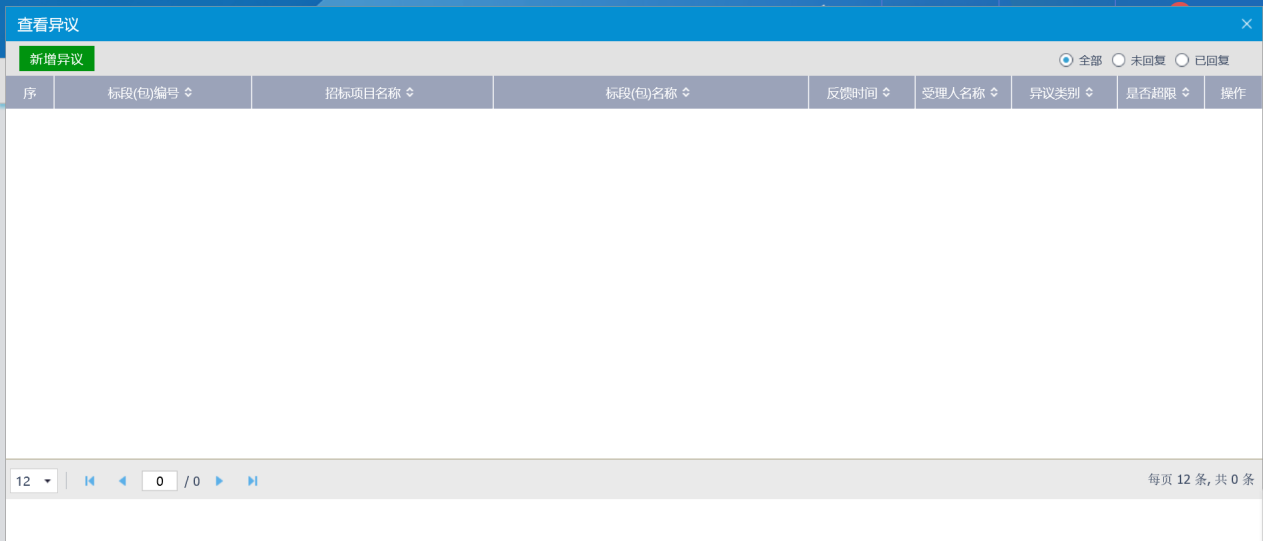 查看异议
新增异议 全部 未回复 已回复
序 标段(包)编号 招标项目名称 标段(包)名称 反馈时间 受理人名称 异议类别 是否超限 操作
12 0 / 0 每页 12 条, 共 0 条